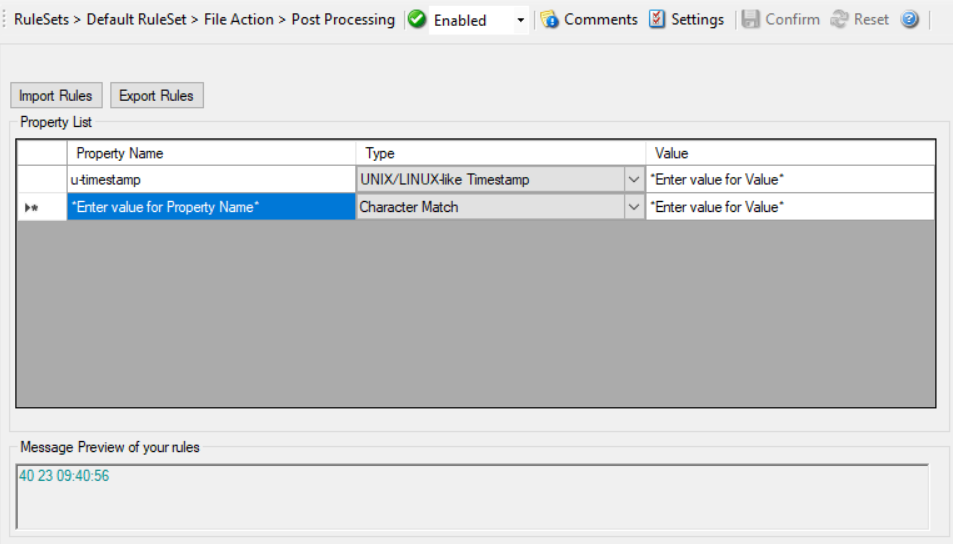 RuleSets > Default RuleSet > File Action > Post Processing Enabled Comments Settings Confirm Reset
Import Rules Export Rules
Property List
Property Name Type Value
u-timestamp UNIX/LINUX-like Timestamp *Enter value for Value*
*Enter value for Property Name* Character Match *Enter value for Value*
Message Preview of your rules
40 23 09:40:56